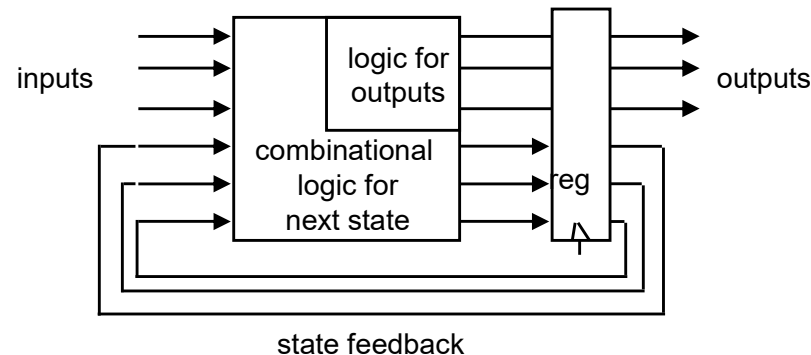 inputs
logic for
outputs
outputs
combinational
logic for
next state
reg
state feedback